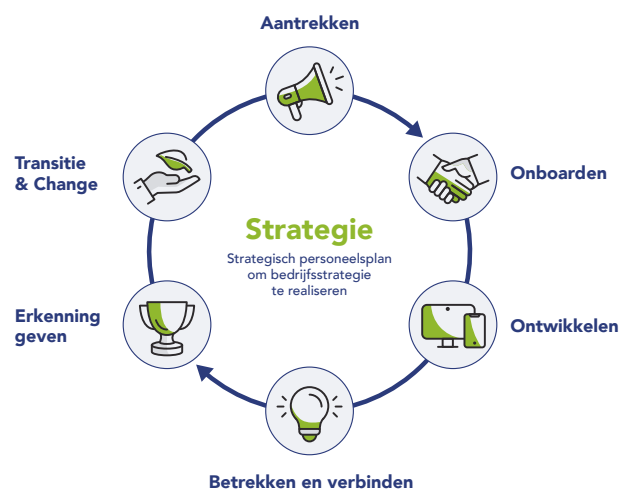 Aantrekken
Onboarden
Ontwikkelen
Betrekken en verbinden
Erkenning
geven
Transitie
& Change
Strategie
Strategisch personeelsplan
om bedrijfsstrategie
te realiseren